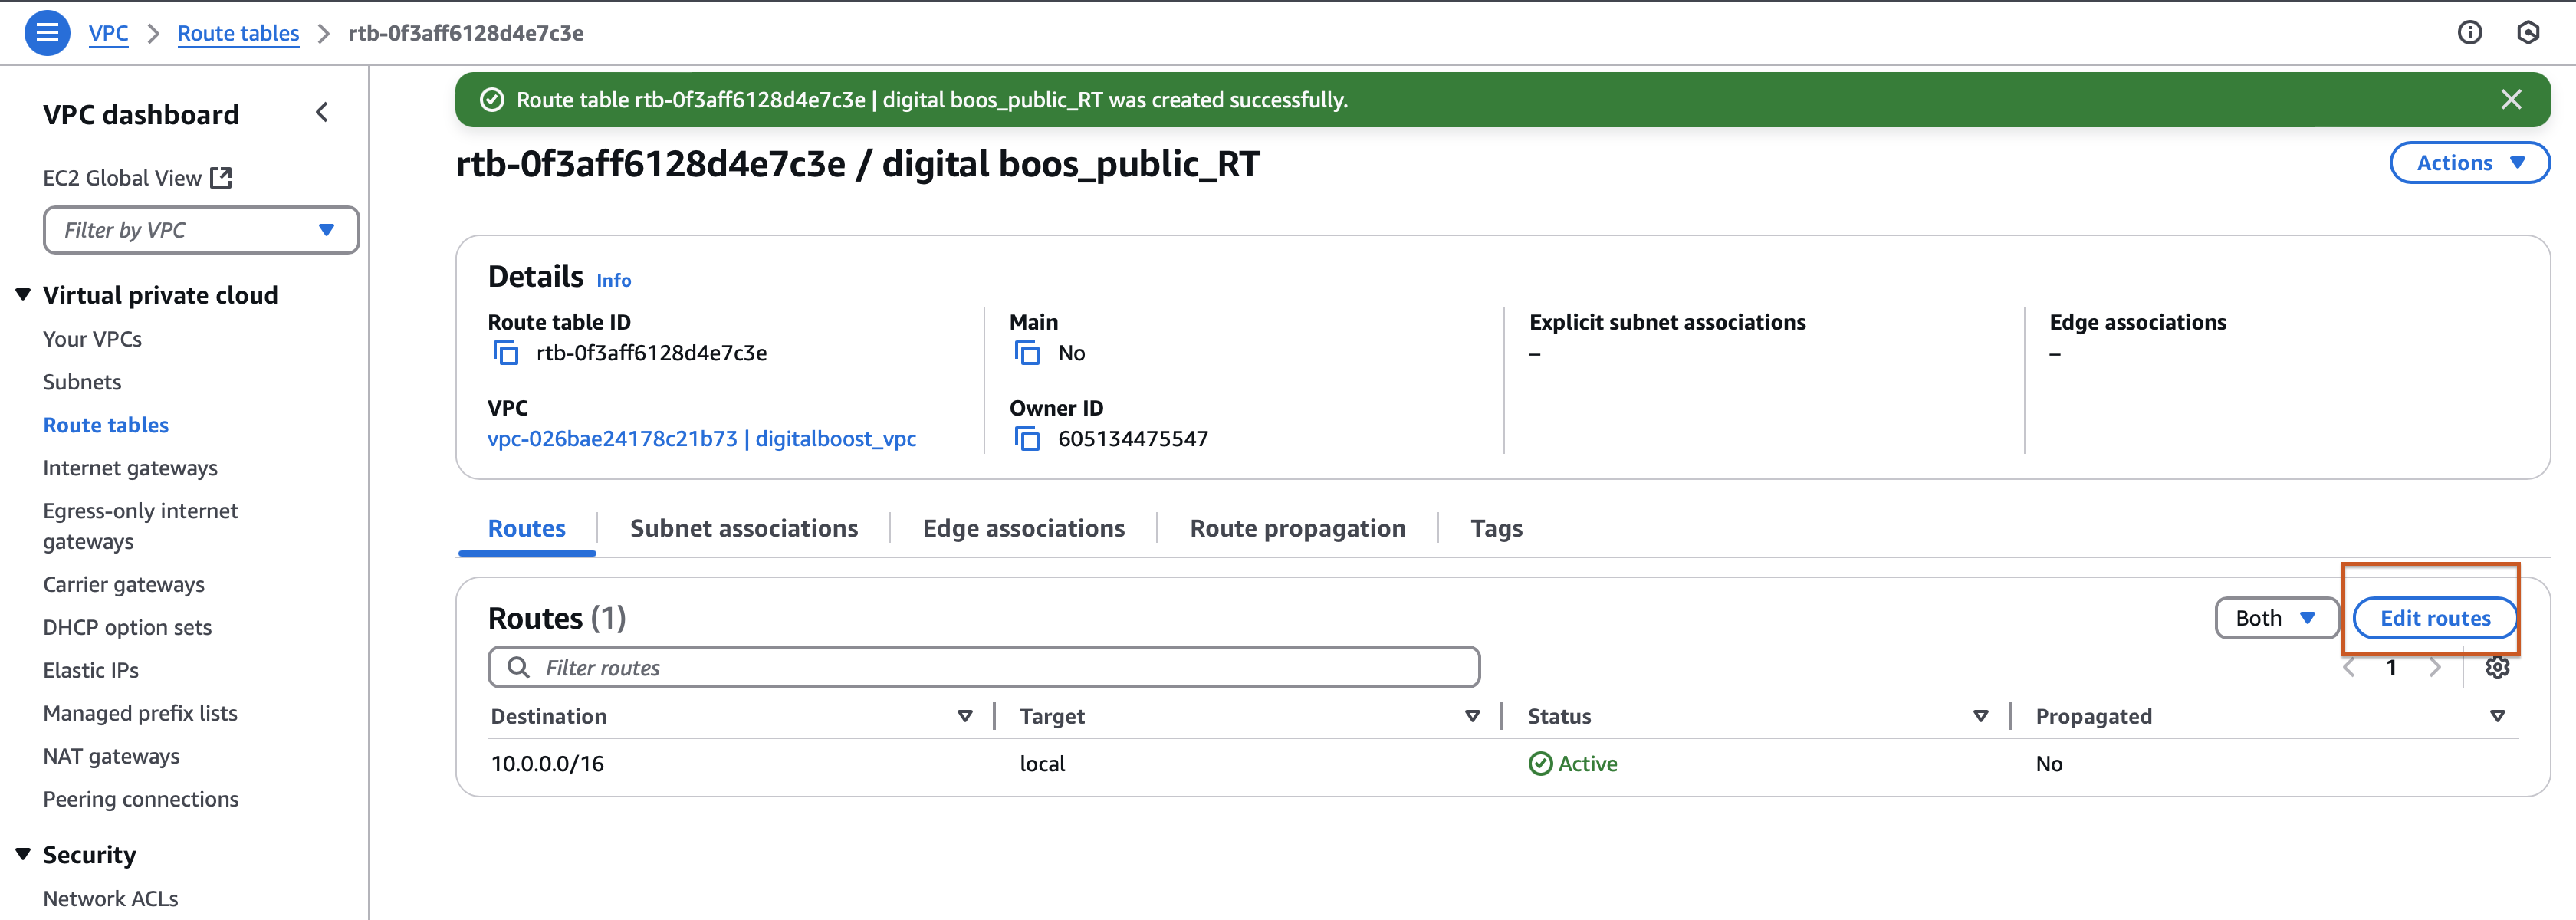 VPC > Route tables > rtb-0f3aff6128d4e7c3e
VPC dashboard
EC2 Global View
Filter by VPC
Virtual private cloud
Your VPCs
Subnets
Route tables
Internet gateways
Egress-only internet
gateways
Carrier gateways
DHCP option sets
Elastic IPs
Managed prefix lists
NAT gateways
Peering connections
Security
Network ACLs
Route table rtb-0f3aff6128d4e7c3e | digital boos_public_RT was created successfully.
rtb-0f3aff6128d4e7c3e / digital boos_public_RT
Actions
Details Info
Route table ID
rtb-0f3aff6128d4e7c3e
Main
No
Explicit subnet associations
–
Edge associations
–
VPC
vpc-026bae24178c21b73 | digitalboost_vpc
Owner ID
605134475547
Routes Subnet associations Edge associations Route propagation Tags
Routes (1)
Both Edit routes
Filter routes
1
Destination Target Status Propagated
10.0.0.0/16 local Active No